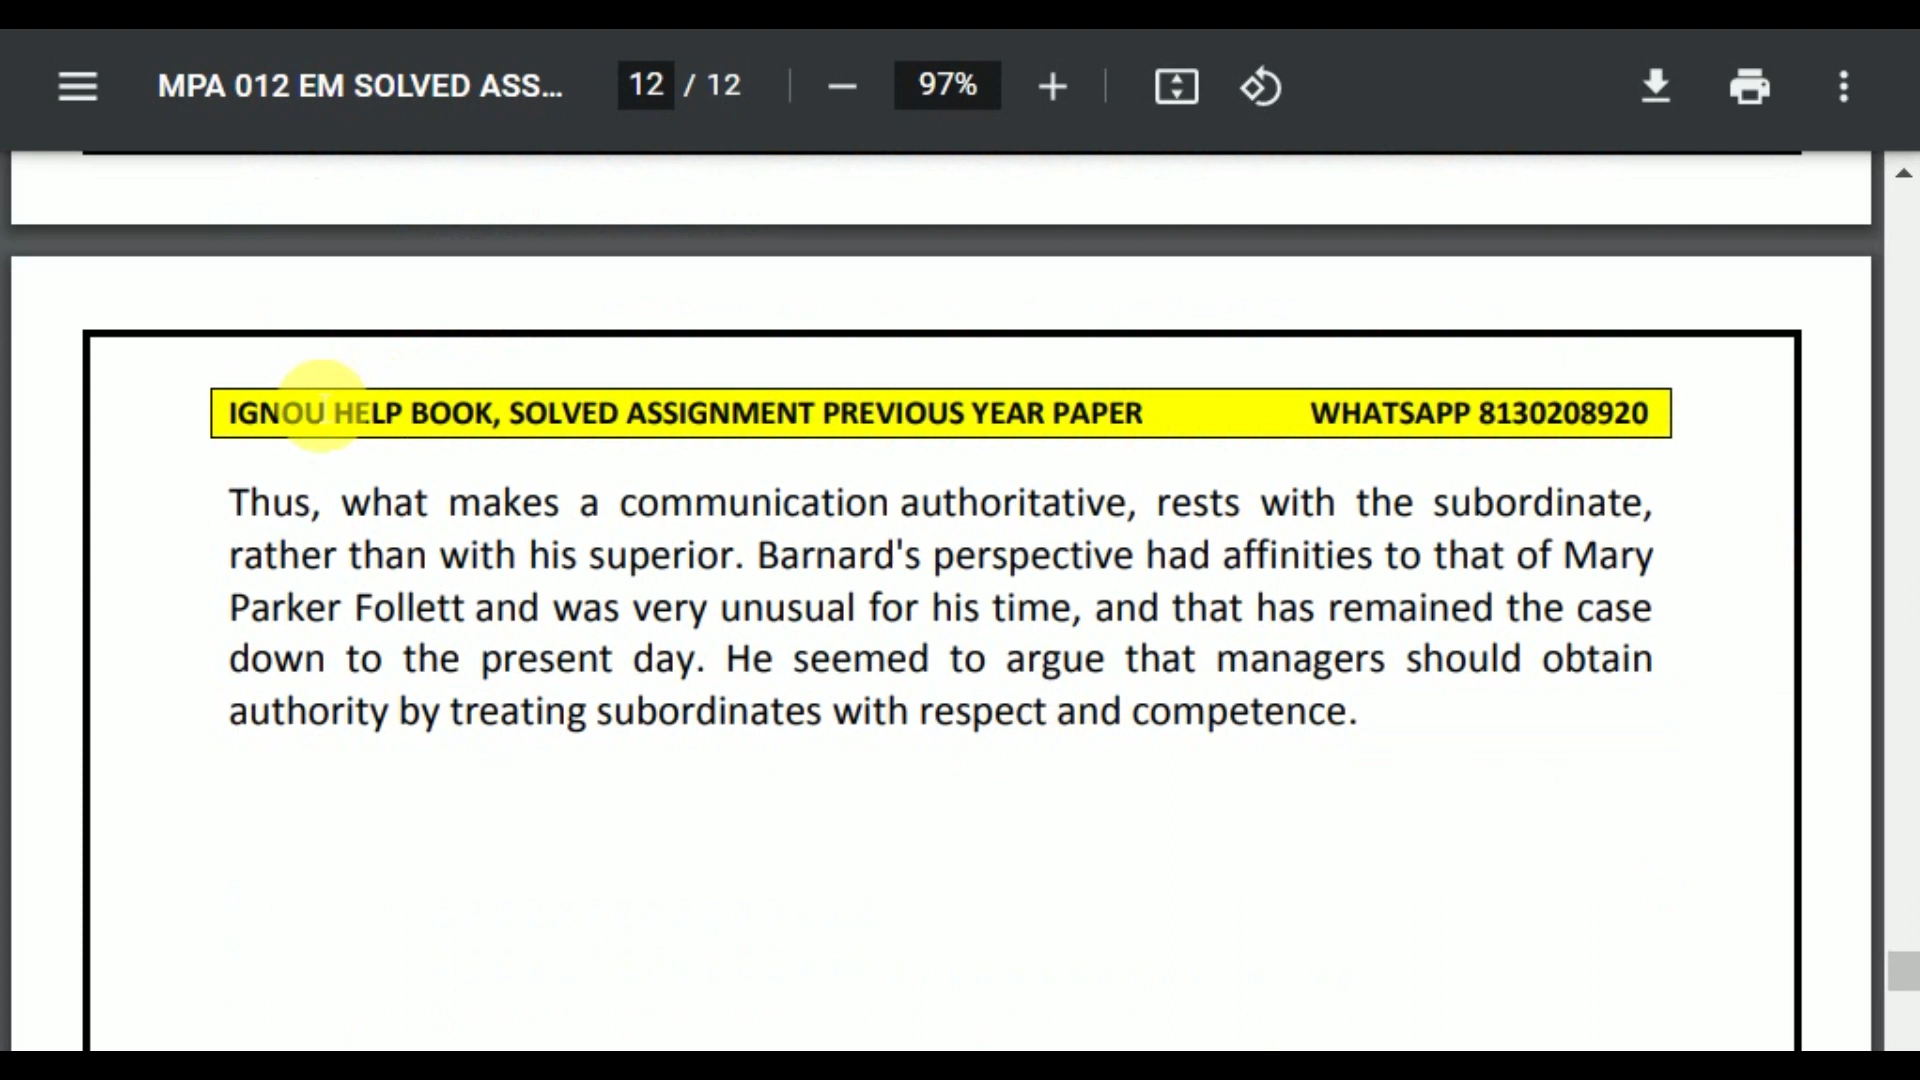 MPA 012 EM SOLVED ASS... 12 / 12 97%
IGNOU HELP BOOK, SOLVED ASSIGNMENT PREVIOUS YEAR PAPER WHATSAPP 8130208920
Thus, what makes a communication authoritative, rests with the subordinate,
rather than with his superior. Barnard's perspective had affinities to that of Mary
Parker Follett and was very unusual for his time, and that has remained the case
down to the present day. He seemed to argue that managers should obtain
authority by treating subordinates with respect and competence.